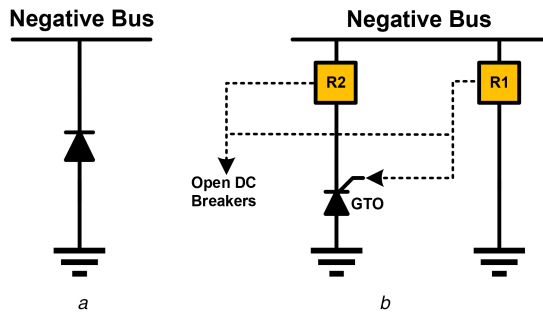 Negative Bus
Negative Bus
R2
R1
Open DC
Breakers
GTO
a
b